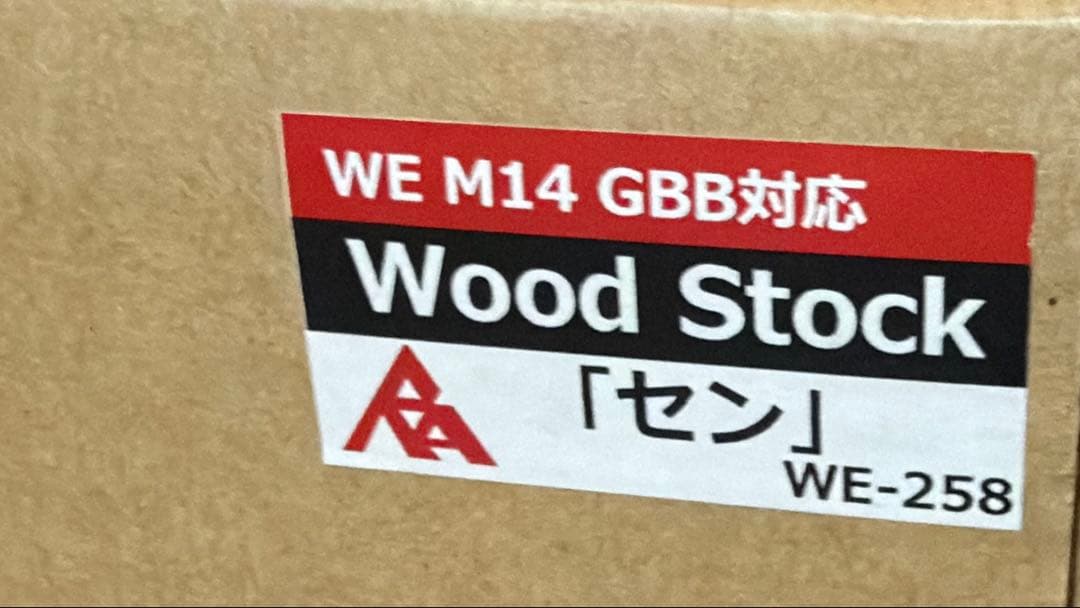 WE M14 GBB対応
Wood Stock
「セン」
WE-258